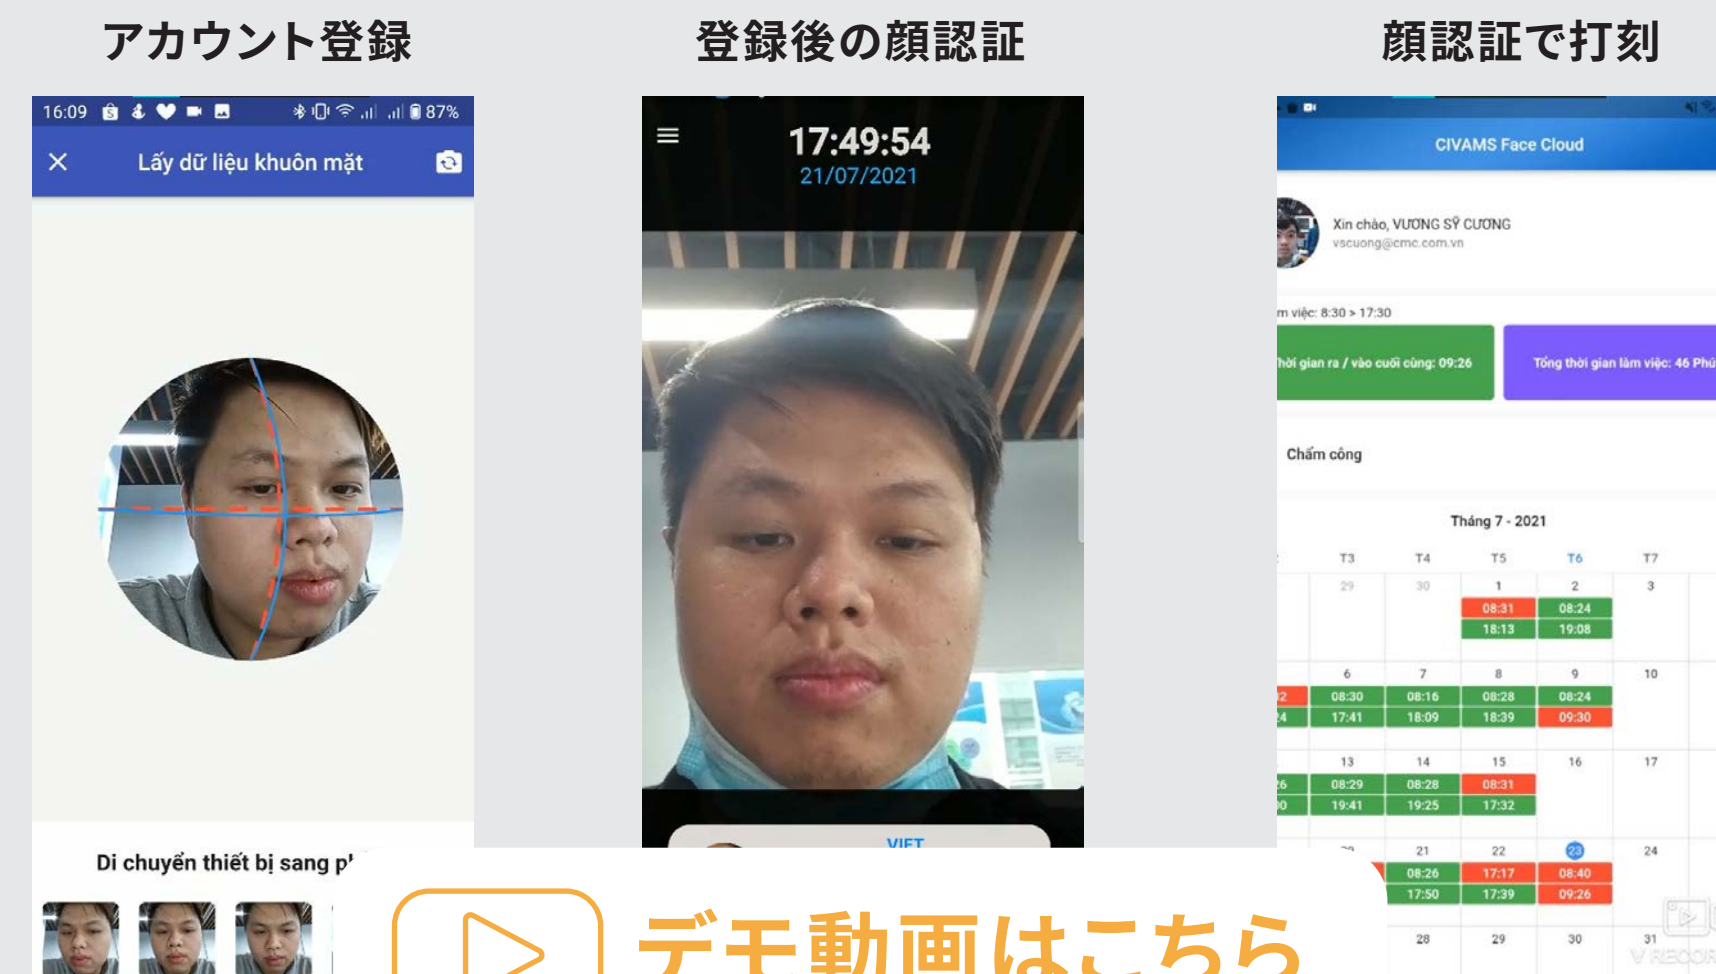 アカウント登録
登録後の顔認証
顔認証で打刻
16:09
87%
Lấy dữ liệu khuôn mặt
Di chuyển thiết bị sang
17:49:54
21/07/2021
VIET
CIVAMS Face Cloud
Xin chào, VƯƠNG SỸ CƯƠNG
vscuong@cmc.com.vn
việc: 8:30 > 17:30
gian ra / vào cuối cùng: 09:26
Tổng thời gian làm việc: 46
Chấm công
Tháng 7 - 2021
T3 T4 T5 T6 T7
29 30 1 2 3
08:31 08:24
18:13 19:08
6 7 8 9 10
08:30 08:16 08:28 08:24
17:41 18:09 18:39 09:30
13 14 15 16 17
08:29 08:28 08:31
19:41 19:25 17:32
21 22 23 24
08:26 17:17 08:40
17:50 17:39 09:26
28 29 30 31
デモ動画はこちら